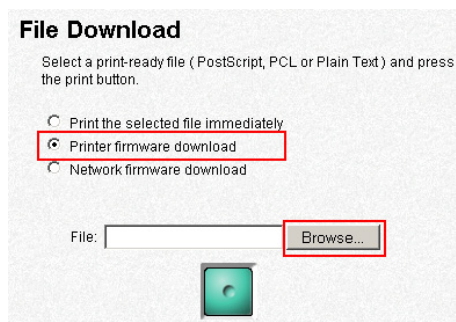 File Download
Select a print-ready file ( PostScript, PCL or Plain Text ) and press
the print button.
Print the selected file immediately
Printer firmware download
Network firmware download
File:
Browse...